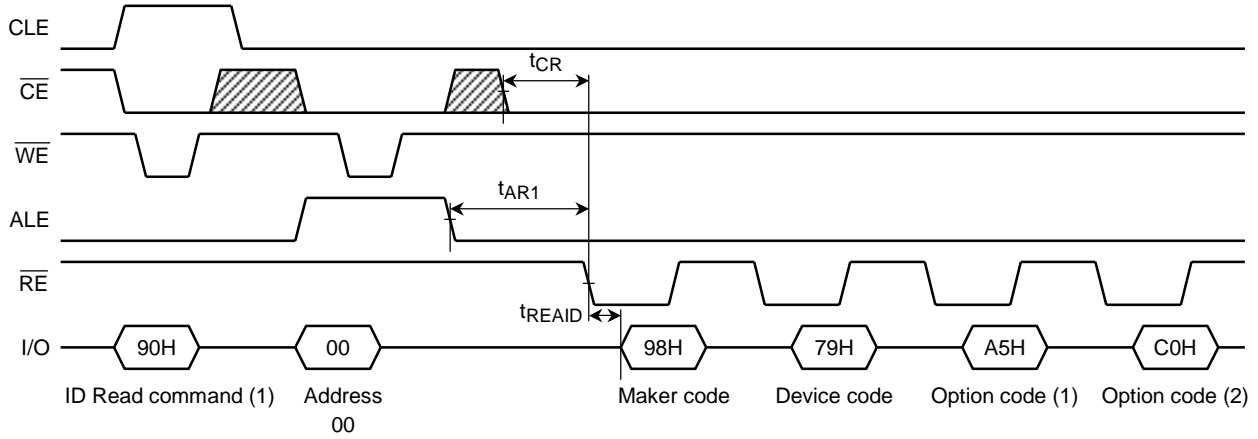 CLE
tCR
CE
WE
tAR1
ALE
RE
tREAID
I/O 90H 00 98H 79H A5H C0H
ID Read command (1) Address Maker code Device code Option code (1) Option code (2)
00